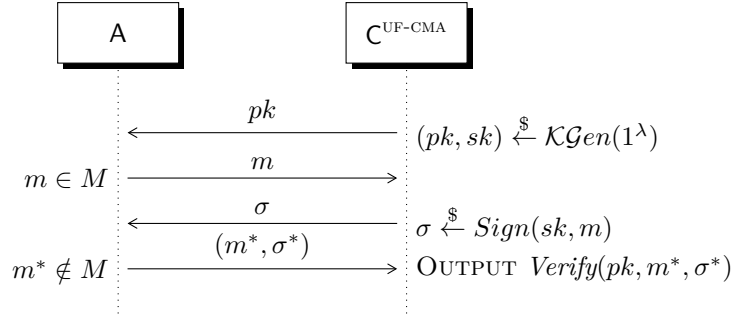 A C^UF-CMA
pk
(pk, sk) ←$ KGen(1^λ)
m
m ∈ M
σ
σ ←$ Sign(sk, m)
(m*, σ*)
m* ∉ M
OUTPUT Verify(pk, m*, σ*)